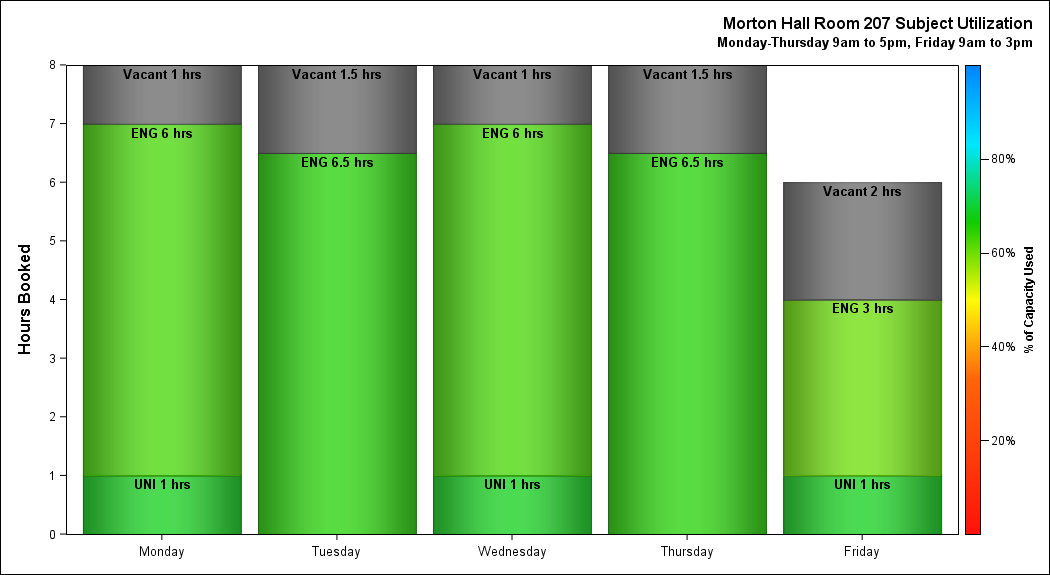 Morton Hall Room 207 Subject Utilization
Monday-Thursday 9am to 5pm, Friday 9am to 3pm
Hours Booked
8
7
6
5
4
3
2
1
0
Vacant 1 hrs
ENG 6 hrs
UNI 1 hrs
Vacant 1.5 hrs
ENG 6.5 hrs
Vacant 1 hrs
ENG 6 hrs
UNI 1 hrs
Vacant 1.5 hrs
ENG 6.5 hrs
Vacant 2 hrs
ENG 3 hrs
UNI 1 hrs
Monday
Tuesday
Wednesday
Thursday
Friday
80%
60%
40%
20%
% of Capacity Used